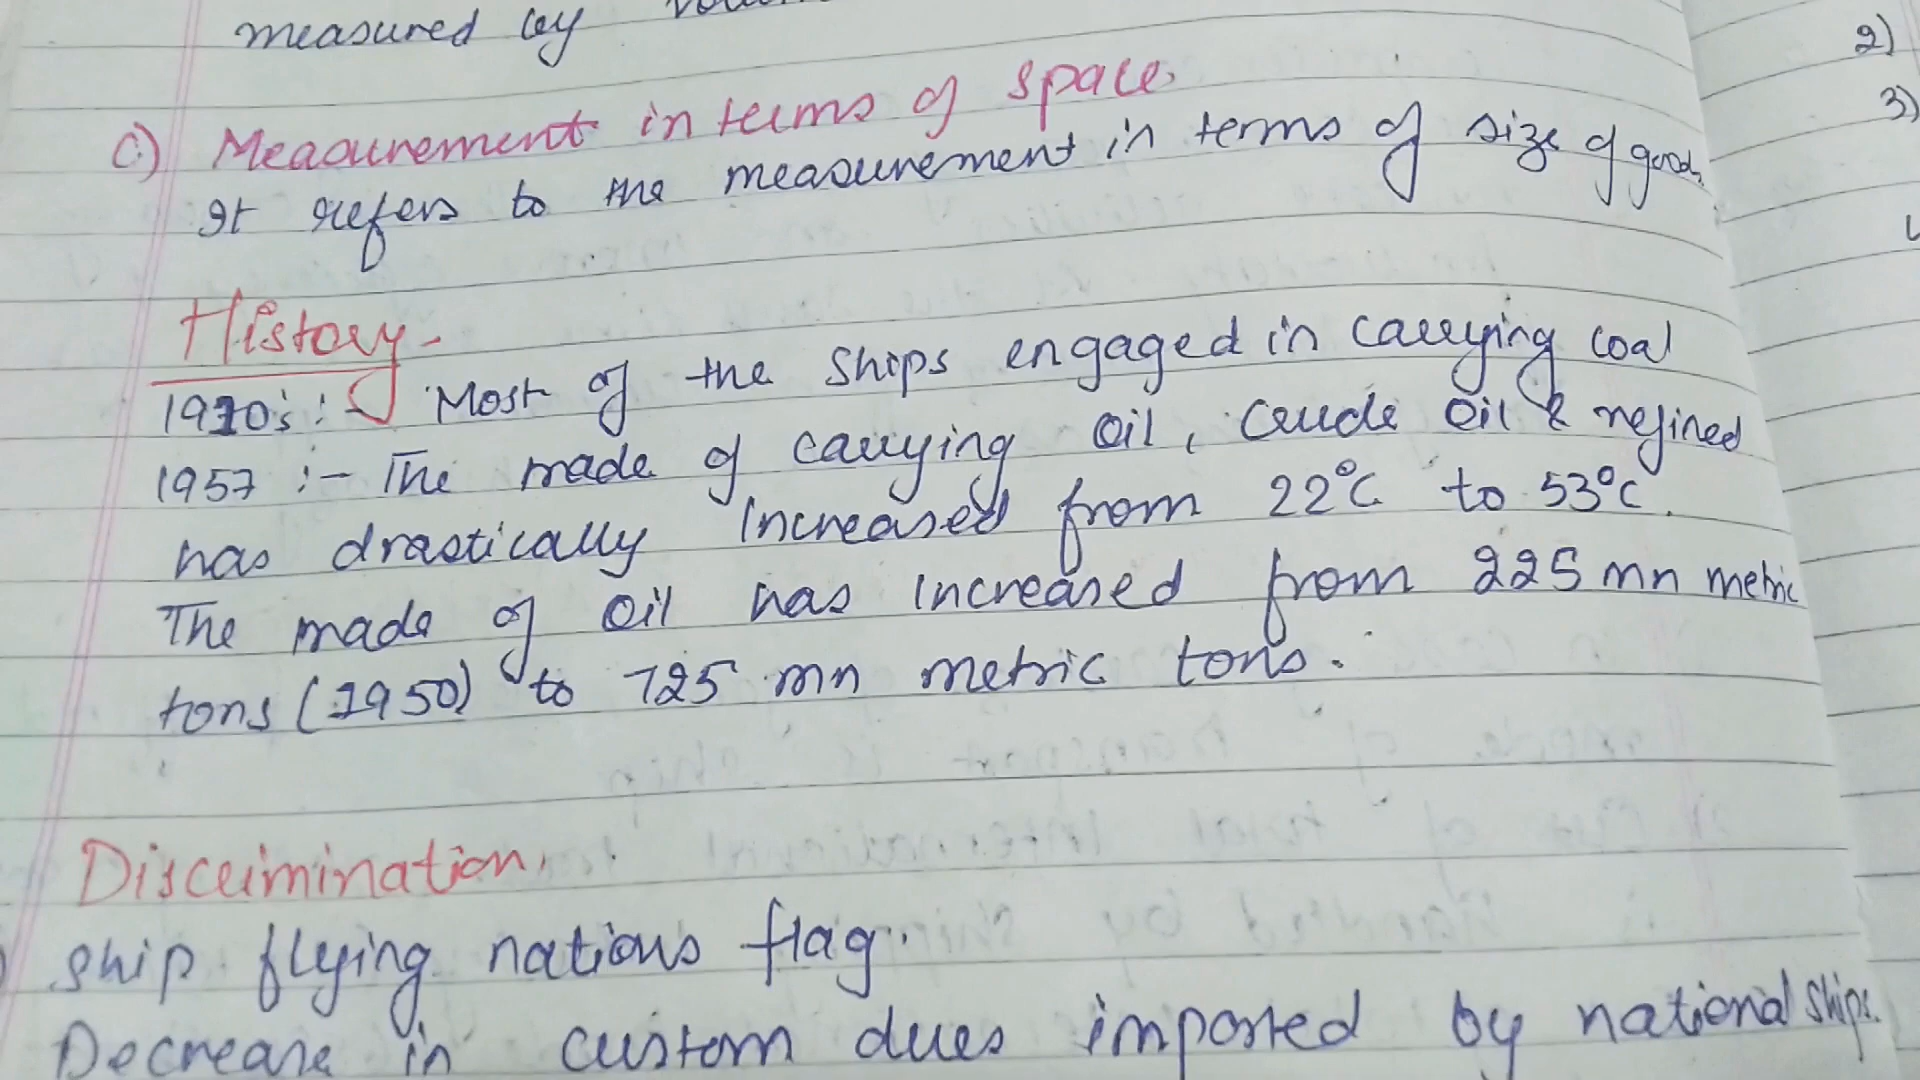 measured by
C) Measurement in terms of space.
It refers to the measurement in terms of size of goods.
History-
1910's :- Most of the ships engaged in carrying coal
1957 :- The made of carrying oil, crude oil & refined
has drastically increased from 22°C to 53°C.
The made of oil has increased from 225 mn metric
tons (1950) to 725 mn metric tons.
Discrimination.
ship flying nations flag.
Decrease in custom dues imported by national ships.
2)
3)